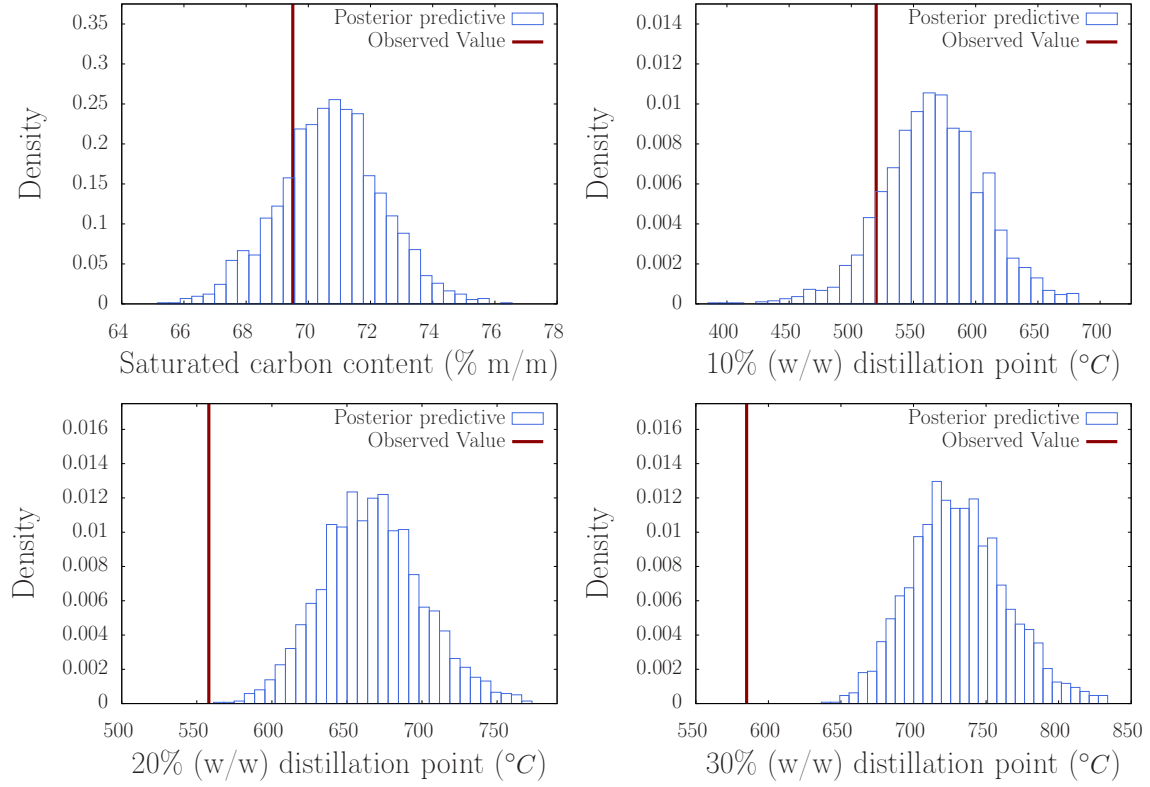 0.35
0.3
0.25
0.2
0.15
0.1
0.05
0
Density
Posterior predictive
Observed Value
64 66 68 70 72 74 76 78
Saturated carbon content (% m/m)
0.014
0.012
0.01
0.008
0.006
0.004
0.002
0
Density
Posterior predictive
Observed Value
400 450 500 550 600 650 700
10% (w/w) distillation point (°C)
0.016
0.014
0.012
0.01
0.008
0.006
0.004
0.002
0
Density
Posterior predictive
Observed Value
500 550 600 650 700 750
20% (w/w) distillation point (°C)
0.016
0.014
0.012
0.01
0.008
0.006
0.004
0.002
0
Density
Posterior predictive
Observed Value
550 600 650 700 750 800 850
30% (w/w) distillation point (°C)